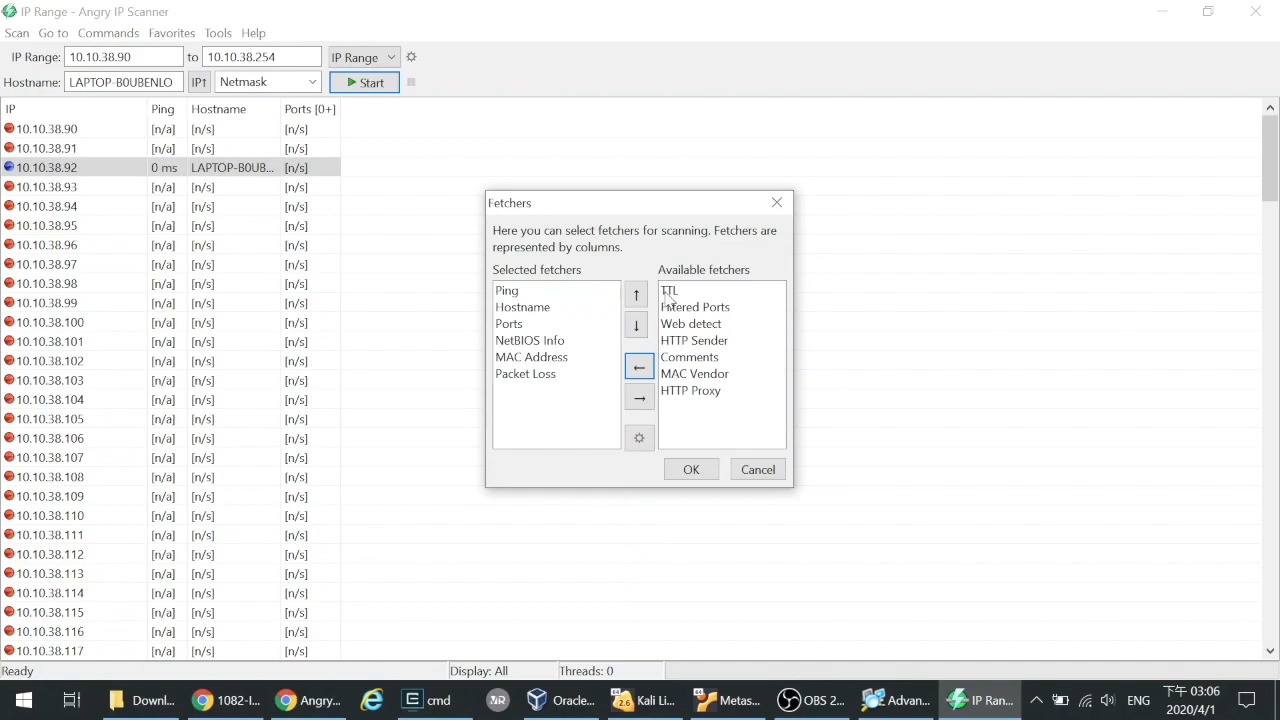 IP Range - Angry IP Scanner
Scan Go to Commands Favorites Tools Help
IP Range: 10.10.38.90 to 10.10.38.254 IP Range
Hostname: LAPTOP-B0UBENLO IP↑ Netmask Start
IP Ping Hostname Ports [0+]
10.10.38.90 [n/a] [n/s] [n/s]
10.10.38.91 [n/a] [n/s] [n/s]
10.10.38.92 0 ms LAPTOP-B0UB... [n/s]
10.10.38.93 [n/a] [n/s] [n/s]
10.10.38.94 [n/a] [n/s] [n/s]
10.10.38.95 [n/a] [n/s] [n/s]
10.10.38.96 [n/a] [n/s] [n/s]
10.10.38.97 [n/a] [n/s] [n/s]
10.10.38.98 [n/a] [n/s] [n/s]
10.10.38.99 [n/a] [n/s] [n/s]
10.10.38.100 [n/a] [n/s] [n/s]
10.10.38.101 [n/a] [n/s] [n/s]
10.10.38.102 [n/a] [n/s] [n/s]
10.10.38.103 [n/a] [n/s] [n/s]
10.10.38.104 [n/a] [n/s] [n/s]
10.10.38.105 [n/a] [n/s] [n/s]
10.10.38.106 [n/a] [n/s] [n/s]
10.10.38.107 [n/a] [n/s] [n/s]
10.10.38.108 [n/a] [n/s] [n/s]
10.10.38.109 [n/a] [n/s] [n/s]
10.10.38.110 [n/a] [n/s] [n/s]
10.10.38.111 [n/a] [n/s] [n/s]
10.10.38.112 [n/a] [n/s] [n/s]
10.10.38.113 [n/a] [n/s] [n/s]
10.10.38.114 [n/a] [n/s] [n/s]
10.10.38.115 [n/a] [n/s] [n/s]
10.10.38.116 [n/a] [n/s] [n/s]
10.10.38.117 [n/a] [n/s] [n/s]
Fetchers
Here you can select fetchers for scanning. Fetchers are
represented by columns.
Selected fetchers
Ping
Hostname
Ports
NetBIOS Info
MAC Address
Packet Loss
↑
↓
←
→
Available fetchers
TTL
Filtered Ports
Web detect
HTTP Sender
Comments
MAC Vendor
HTTP Proxy
OK Cancel
Ready Display: All Threads: 0
Downl... 1082-I... Angry... cmd Oracle... Kali Li... Metas... OBS 2... Advan... IP Ran... ENG 下午 03:06
2020/4/1